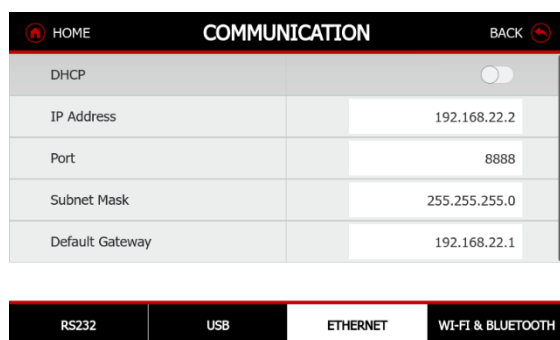 HOME COMMUNICATION BACK
DHCP
IP Address 192.168.22.2
Port 8888
Subnet Mask 255.255.255.0
Default Gateway 192.168.22.1
RS232 USB ETHERNET WI-FI & BLUETOOTH